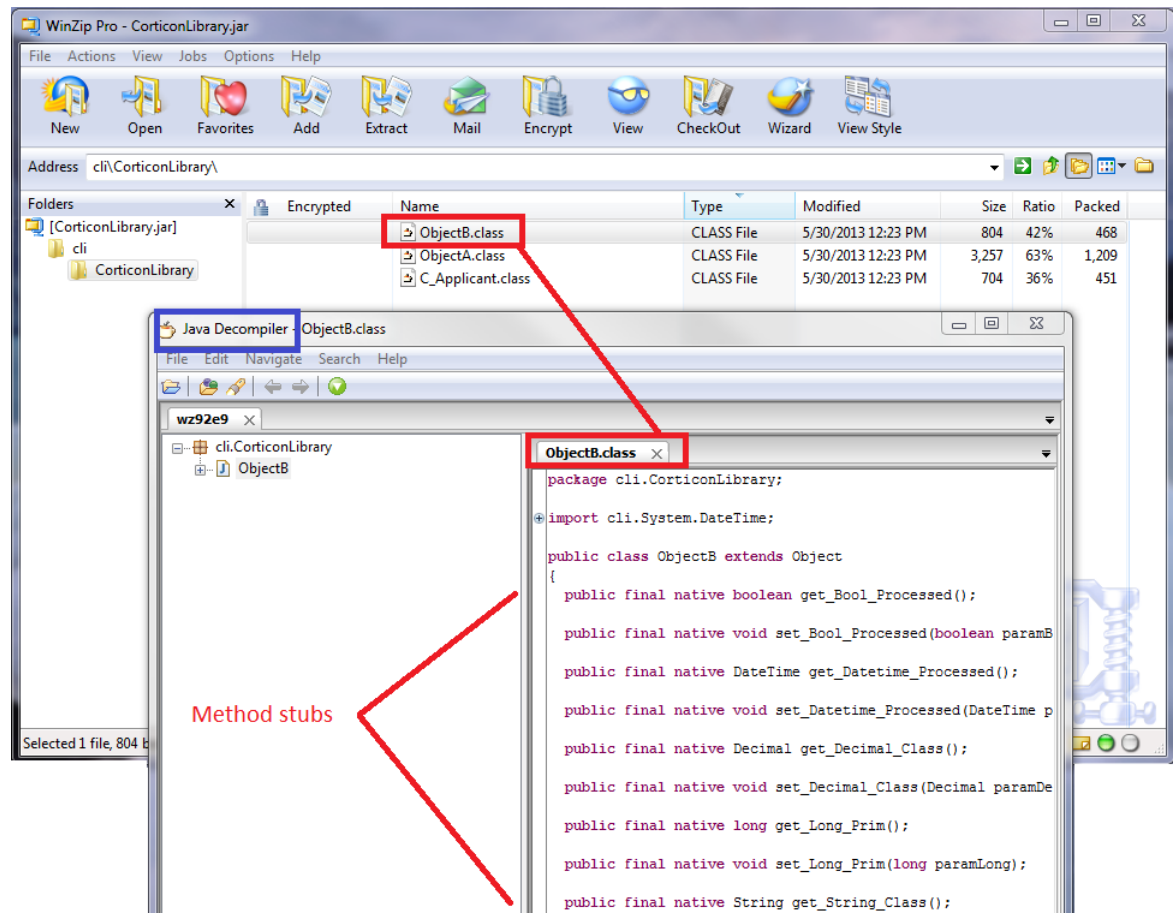 WinZip Pro - CorticonLibrary.jar
File Actions View Jobs Options Help
New Open Favorites Add Extract Mail Encrypt View CheckOut Wizard View Style
Address cli\CorticonLibrary\
Folders Encrypted Name Type Modified Size Ratio Packed
[CorticonLibrary.jar] ObjectB.class CLASS File 5/30/2013 12:23 PM 804 42% 468
cli ObjectA.class CLASS File 5/30/2013 12:23 PM 3,257 63% 1,209
CorticonLibrary C_Applicant.class CLASS File 5/30/2013 12:23 PM 704 36% 451
Java Decompiler - ObjectB.class
File Edit Navigate Search Help
wz92e9
cli.CorticonLibrary
ObjectB
ObjectB.class
package cli.CorticonLibrary;
import cli.System.DateTime;
public class ObjectB extends Object
{
public final native boolean get_Bool_Processed();
public final native void set_Bool_Processed(boolean paramB
public final native DateTime get_Datetime_Processed();
public final native void set_Datetime_Processed(DateTime p
public final native Decimal get_Decimal_Class();
public final native void set_Decimal_Class(Decimal paramDe
public final native long get_Long_Prim();
public final native void set_Long_Prim(long paramLong);
public final native String get_String_Class();
Method stubs
Selected 1 file, 804 b